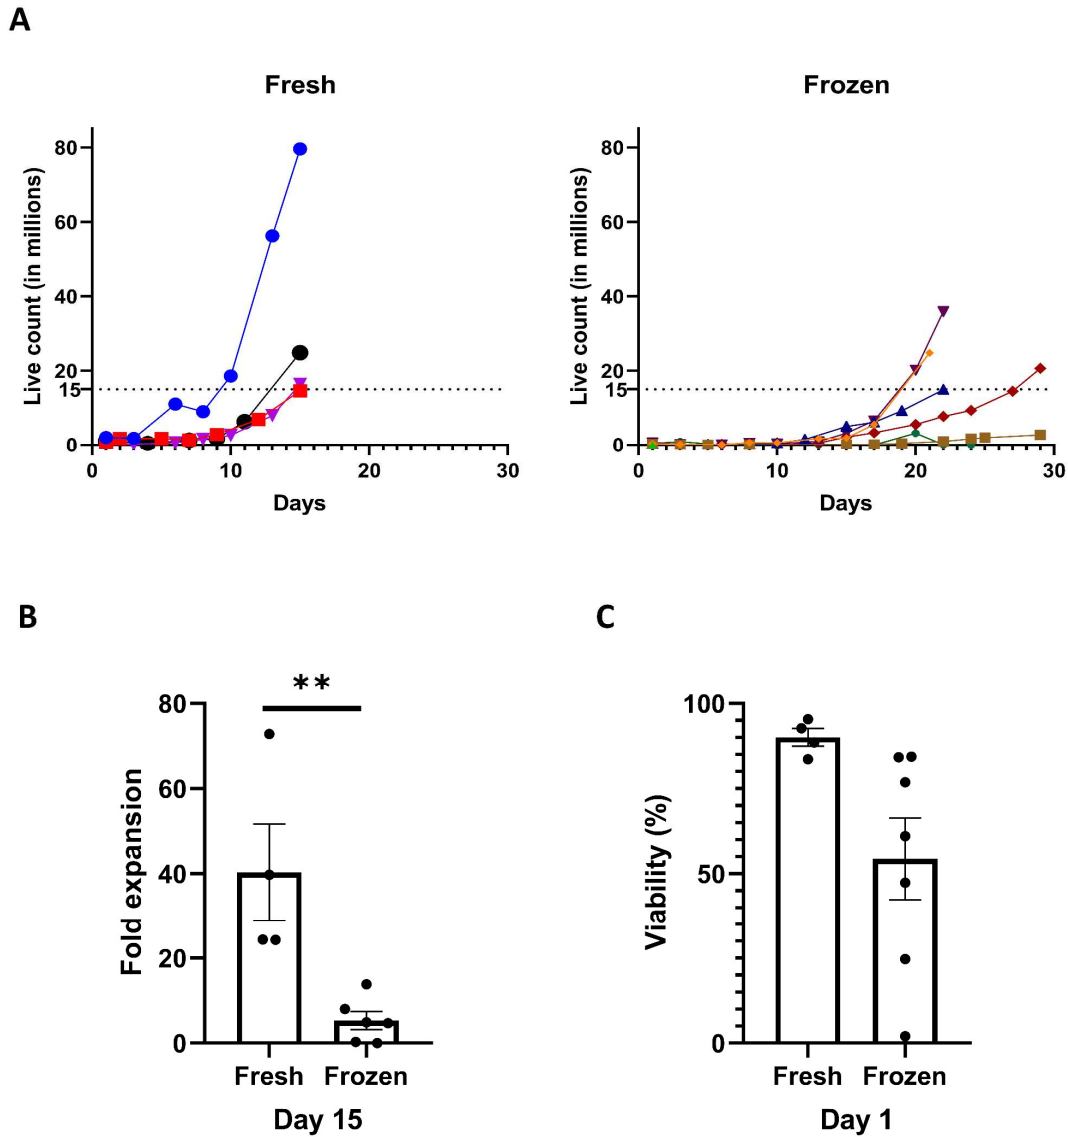 A
Fresh
Frozen
Live count (in millions)
80
60
40
20
15
0
0 10 20 30
Days
Live count (in millions)
80
60
40
20
15
0
0 10 20 30
Days
B
C
**
Fold expansion
80
60
40
20
0
Fresh Frozen
Day 15
Viability (%)
100
50
0
Fresh Frozen
Day 1